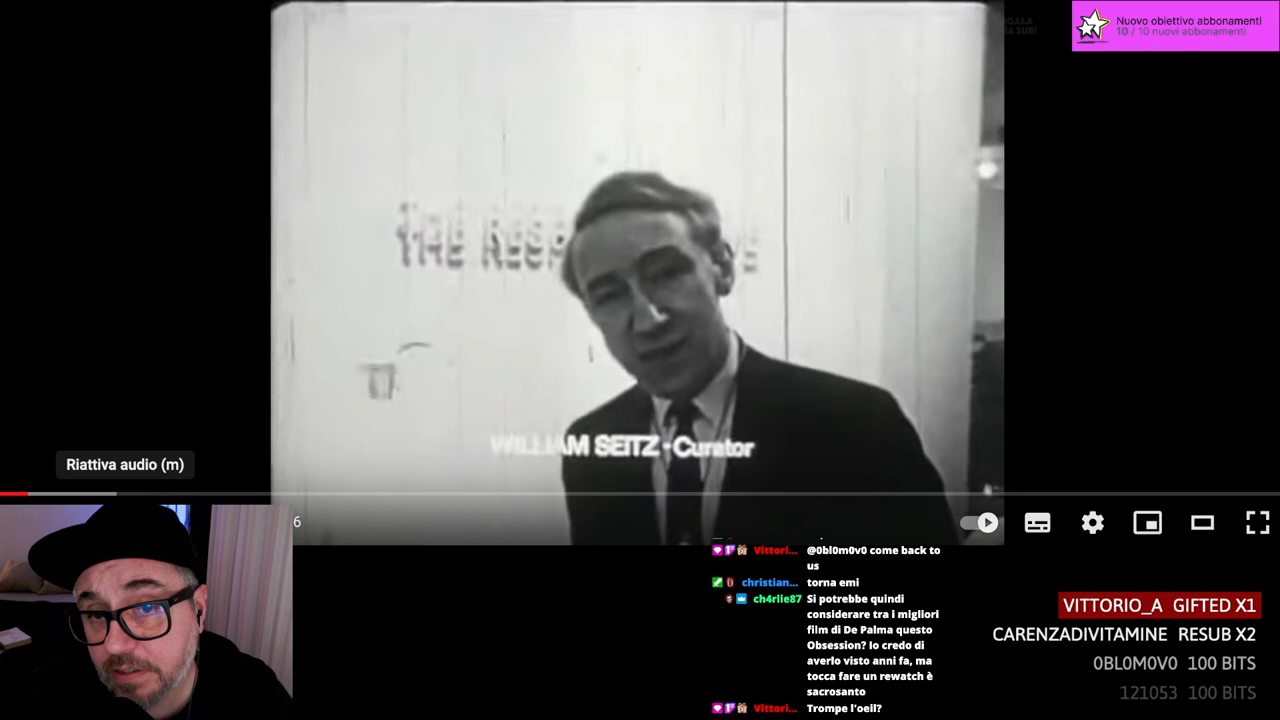 Nuovo obiettivo abbonamenti
10 / 10 nuovi abbonamenti
THE RESP
E
WILLIAM SEITZ - Curator
Riattiva audio (m)
6
Vittori... @0bl0m0v0 come back to
us
christian... torna emi
ch4rlie87 Si potrebbe quindi
considerare tra i migliori
film di De Palma questo
Obsession? Io credo di
averlo visto anni fa, ma
tocca fare un rewatch è
sacrosanto
Vittori... Trompe l'oeil?
VITTORIO_A GIFTED X1
CARENZADIVITAMINE RESUB X2
0BL0M0V0 100 BITS
121053 100 BITS